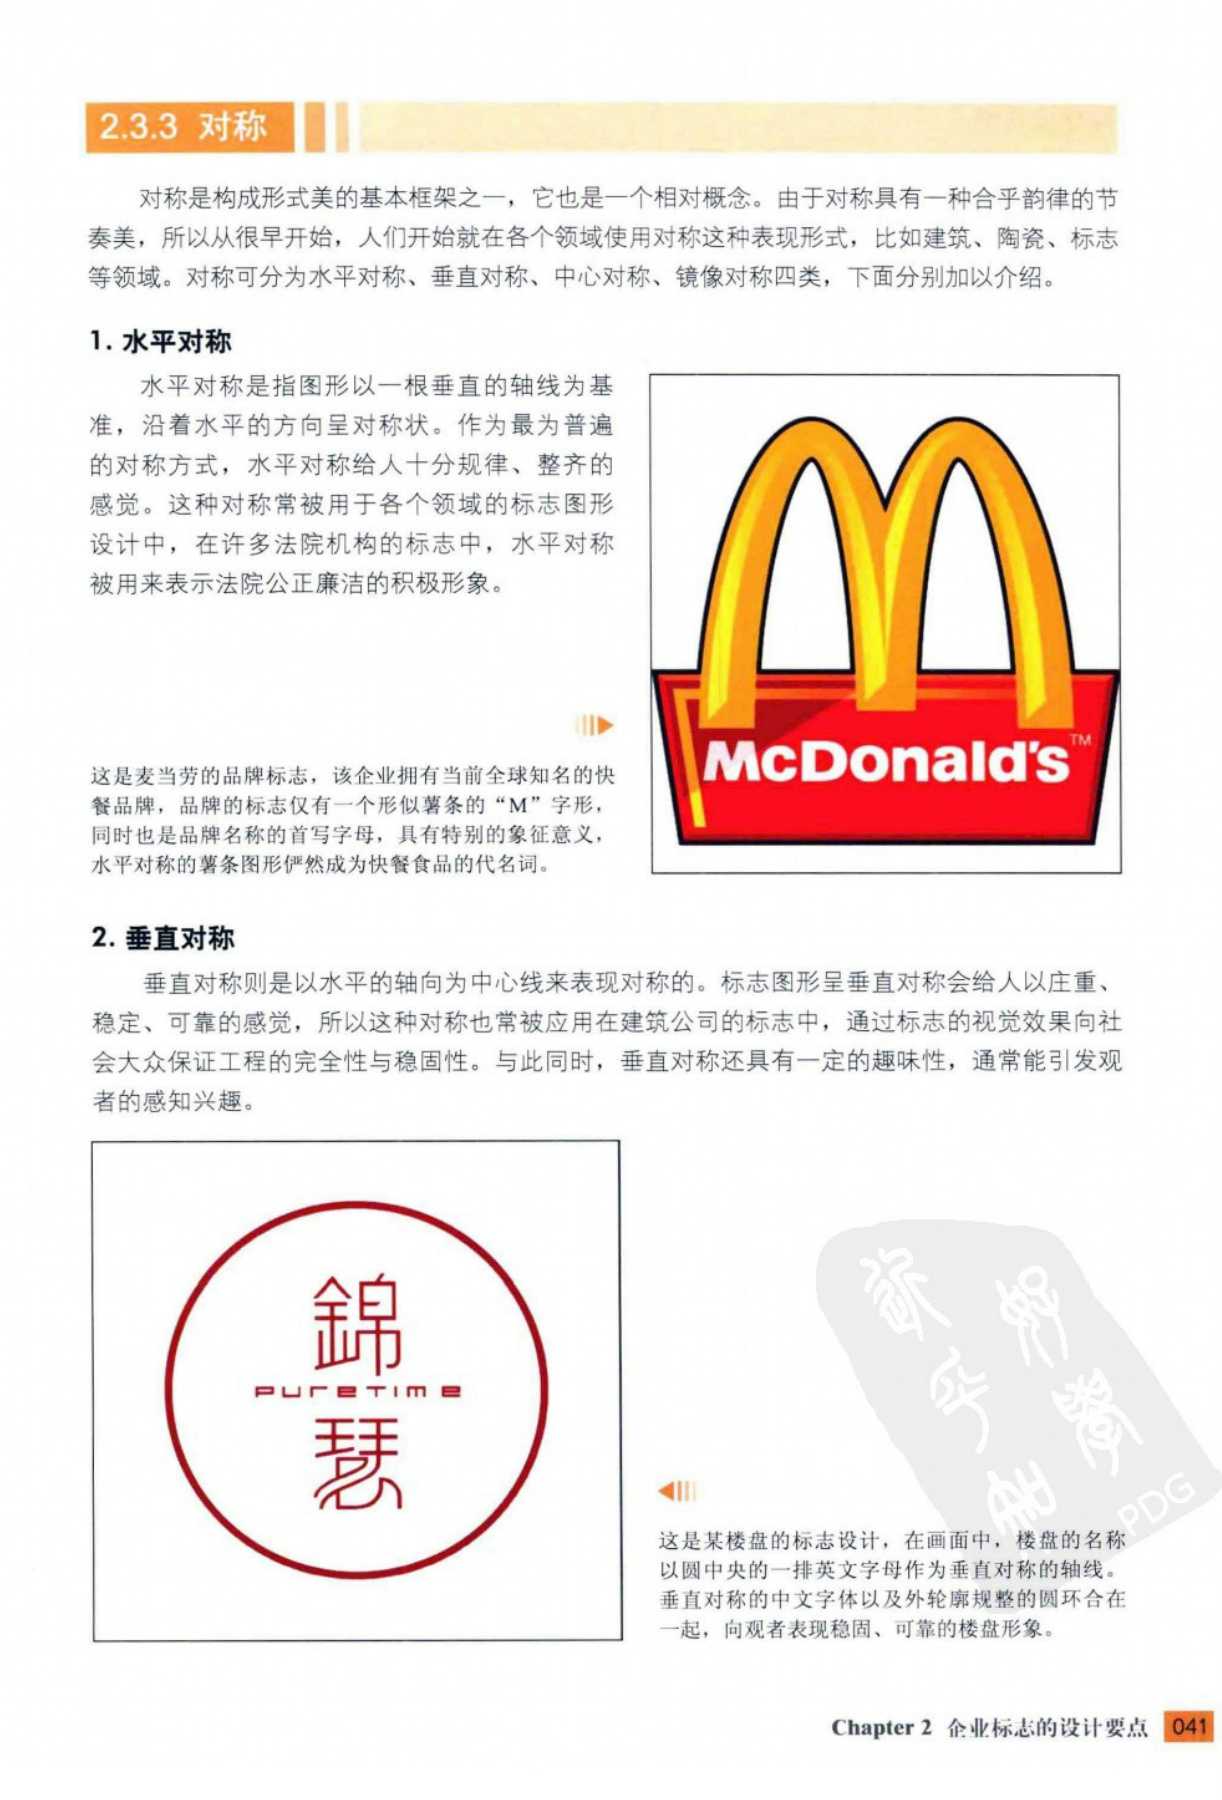 2.3.3 对称
对称是构成形式美的基本框架之一，它也是一个相对概念。由于对称具有一种合乎韵律的节
奏美，所以从很早开始，人们开始就在各个领域使用对称这种表现形式，比如建筑、陶瓷、标志
等领域。对称可分为水平对称、垂直对称、中心对称、镜像对称四类，下面分别加以介绍。
1. 水平对称
水平对称是指图形以一根垂直的轴线为基
准，沿着水平的方向呈对称状。作为最为普遍
的对称方式，水平对称给人十分规律、整齐的
感觉。这种对称常被用于各个领域的标志图形
设计中，在许多法院机构的标志中，水平对称
被用来表示法院公正廉洁的积极形象。
McDonald's™
这是麦当劳的品牌标志，该企业拥有当前全球知名的快
餐品牌，品牌的标志仅有一个形似薯条的“M”字形，
同时也是品牌名称的首写字母，具有特别的象征意义，
水平对称的薯条图形俨然成为快餐食品的代名词。
2. 垂直对称
垂直对称则是以水平的轴向为中心线来表现对称的。标志图形呈垂直对称会给人以庄重、
稳定、可靠的感觉，所以这种对称也常被应用在建筑公司的标志中，通过标志的视觉效果向社
会大众保证工程的完全性与稳固性。与此同时，垂直对称还具有一定的趣味性，通常能引发观
者的感知兴趣。
錦
PureTime
瑟
PDG
这是某楼盘的标志设计，在画面中，楼盘的名称
以圆中央的一排英文字母作为垂直对称的轴线。
垂直对称的中文字体以及外轮廓规整的圆环合在
一起，向观者表现稳固、可靠的楼盘形象。
Chapter 2 企业标志的设计要点 041